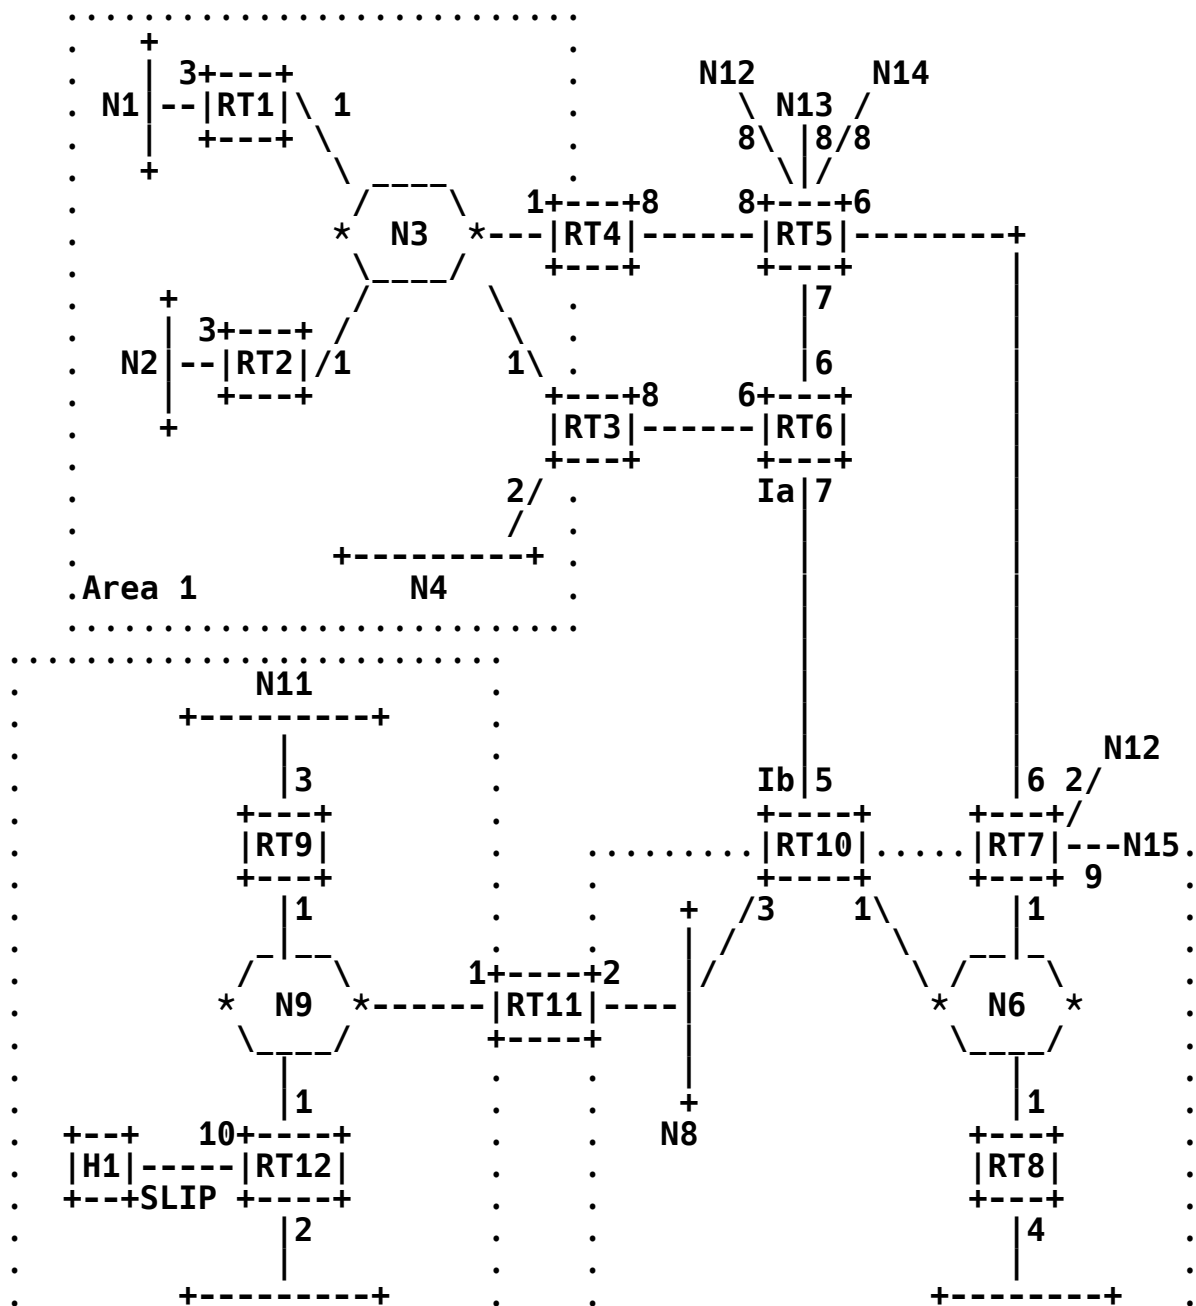 N12 N14
3
N1 RT1 1 N13
8 8 8
1 8 8 6
N3 RT4 RT5
7
3
N2 RT2 1 1 6
8 6
RT3 RT6
2 Ia 7
Area 1 N4
N11
N12
3 Ib 5 6 2
RT9 RT10 RT7 N15
9
1 3 1 1
1 2
N9 RT11 N6
1 1
10 N8
H1 RT12 RT8
SLIP
2 4